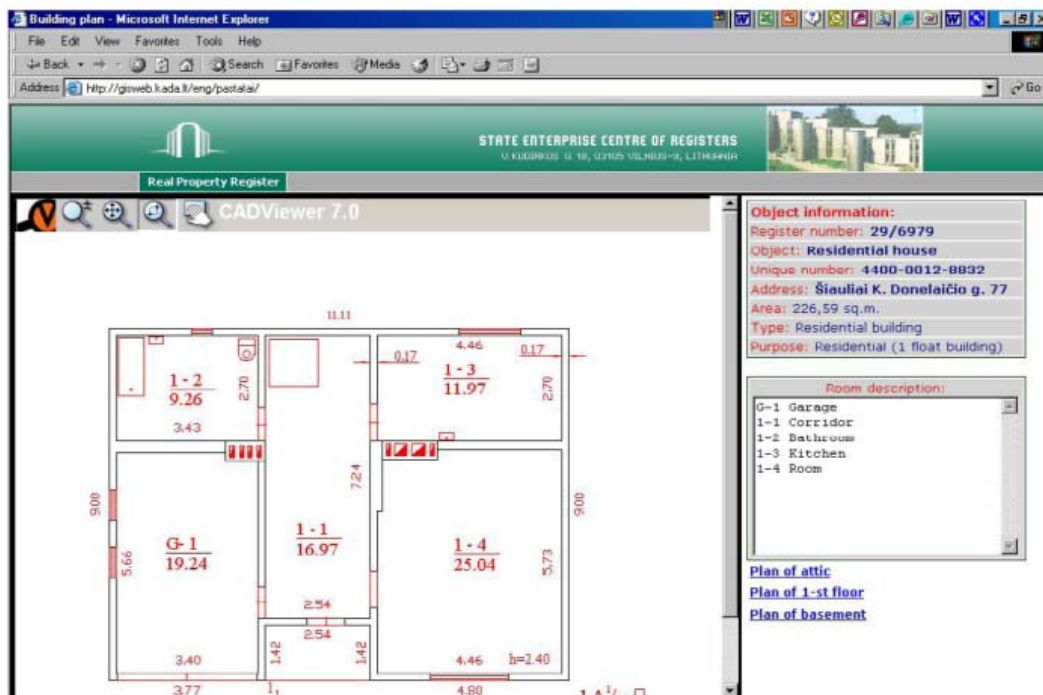 Building plan - Microsoft Internet Explorer
File Edit View Favorites Tools Help
Back Search Favorites Media
Address http://gisweb.kada.lt/eng/pastatai/ Go
STATE ENTERPRISE CENTRE OF REGISTERS
V.KUDIRKOS G. 18, 03105 VILNIUS-9, LITHUANIA
Real Property Register
CADViewer 7.0
11.11
4.46
0.17 0.17
1 - 2
9.26
2.70
3.43
1 - 3
11.97
2.70
7.24
9.00
9.00
G-1
19.24
5.66
1 - 1
16.97
1 - 4
25.04
5.73
2.54
2.54
1.42 1.42
3.40
4.46 h=2.40
3.77
4.80
Object information:
Register number: 29/6979
Object: Residential house
Unique number: 4400-0012-8832
Address: Šiauliai K. Donelaičio g. 77
Area: 226,59 sq.m.
Type: Residential building
Purpose: Residential (1 float building)
Room description:
G-1 Garage
1-1 Corridor
1-2 Bathroom
1-3 Kitchen
1-4 Room
Plan of attic
Plan of 1-st floor
Plan of basement